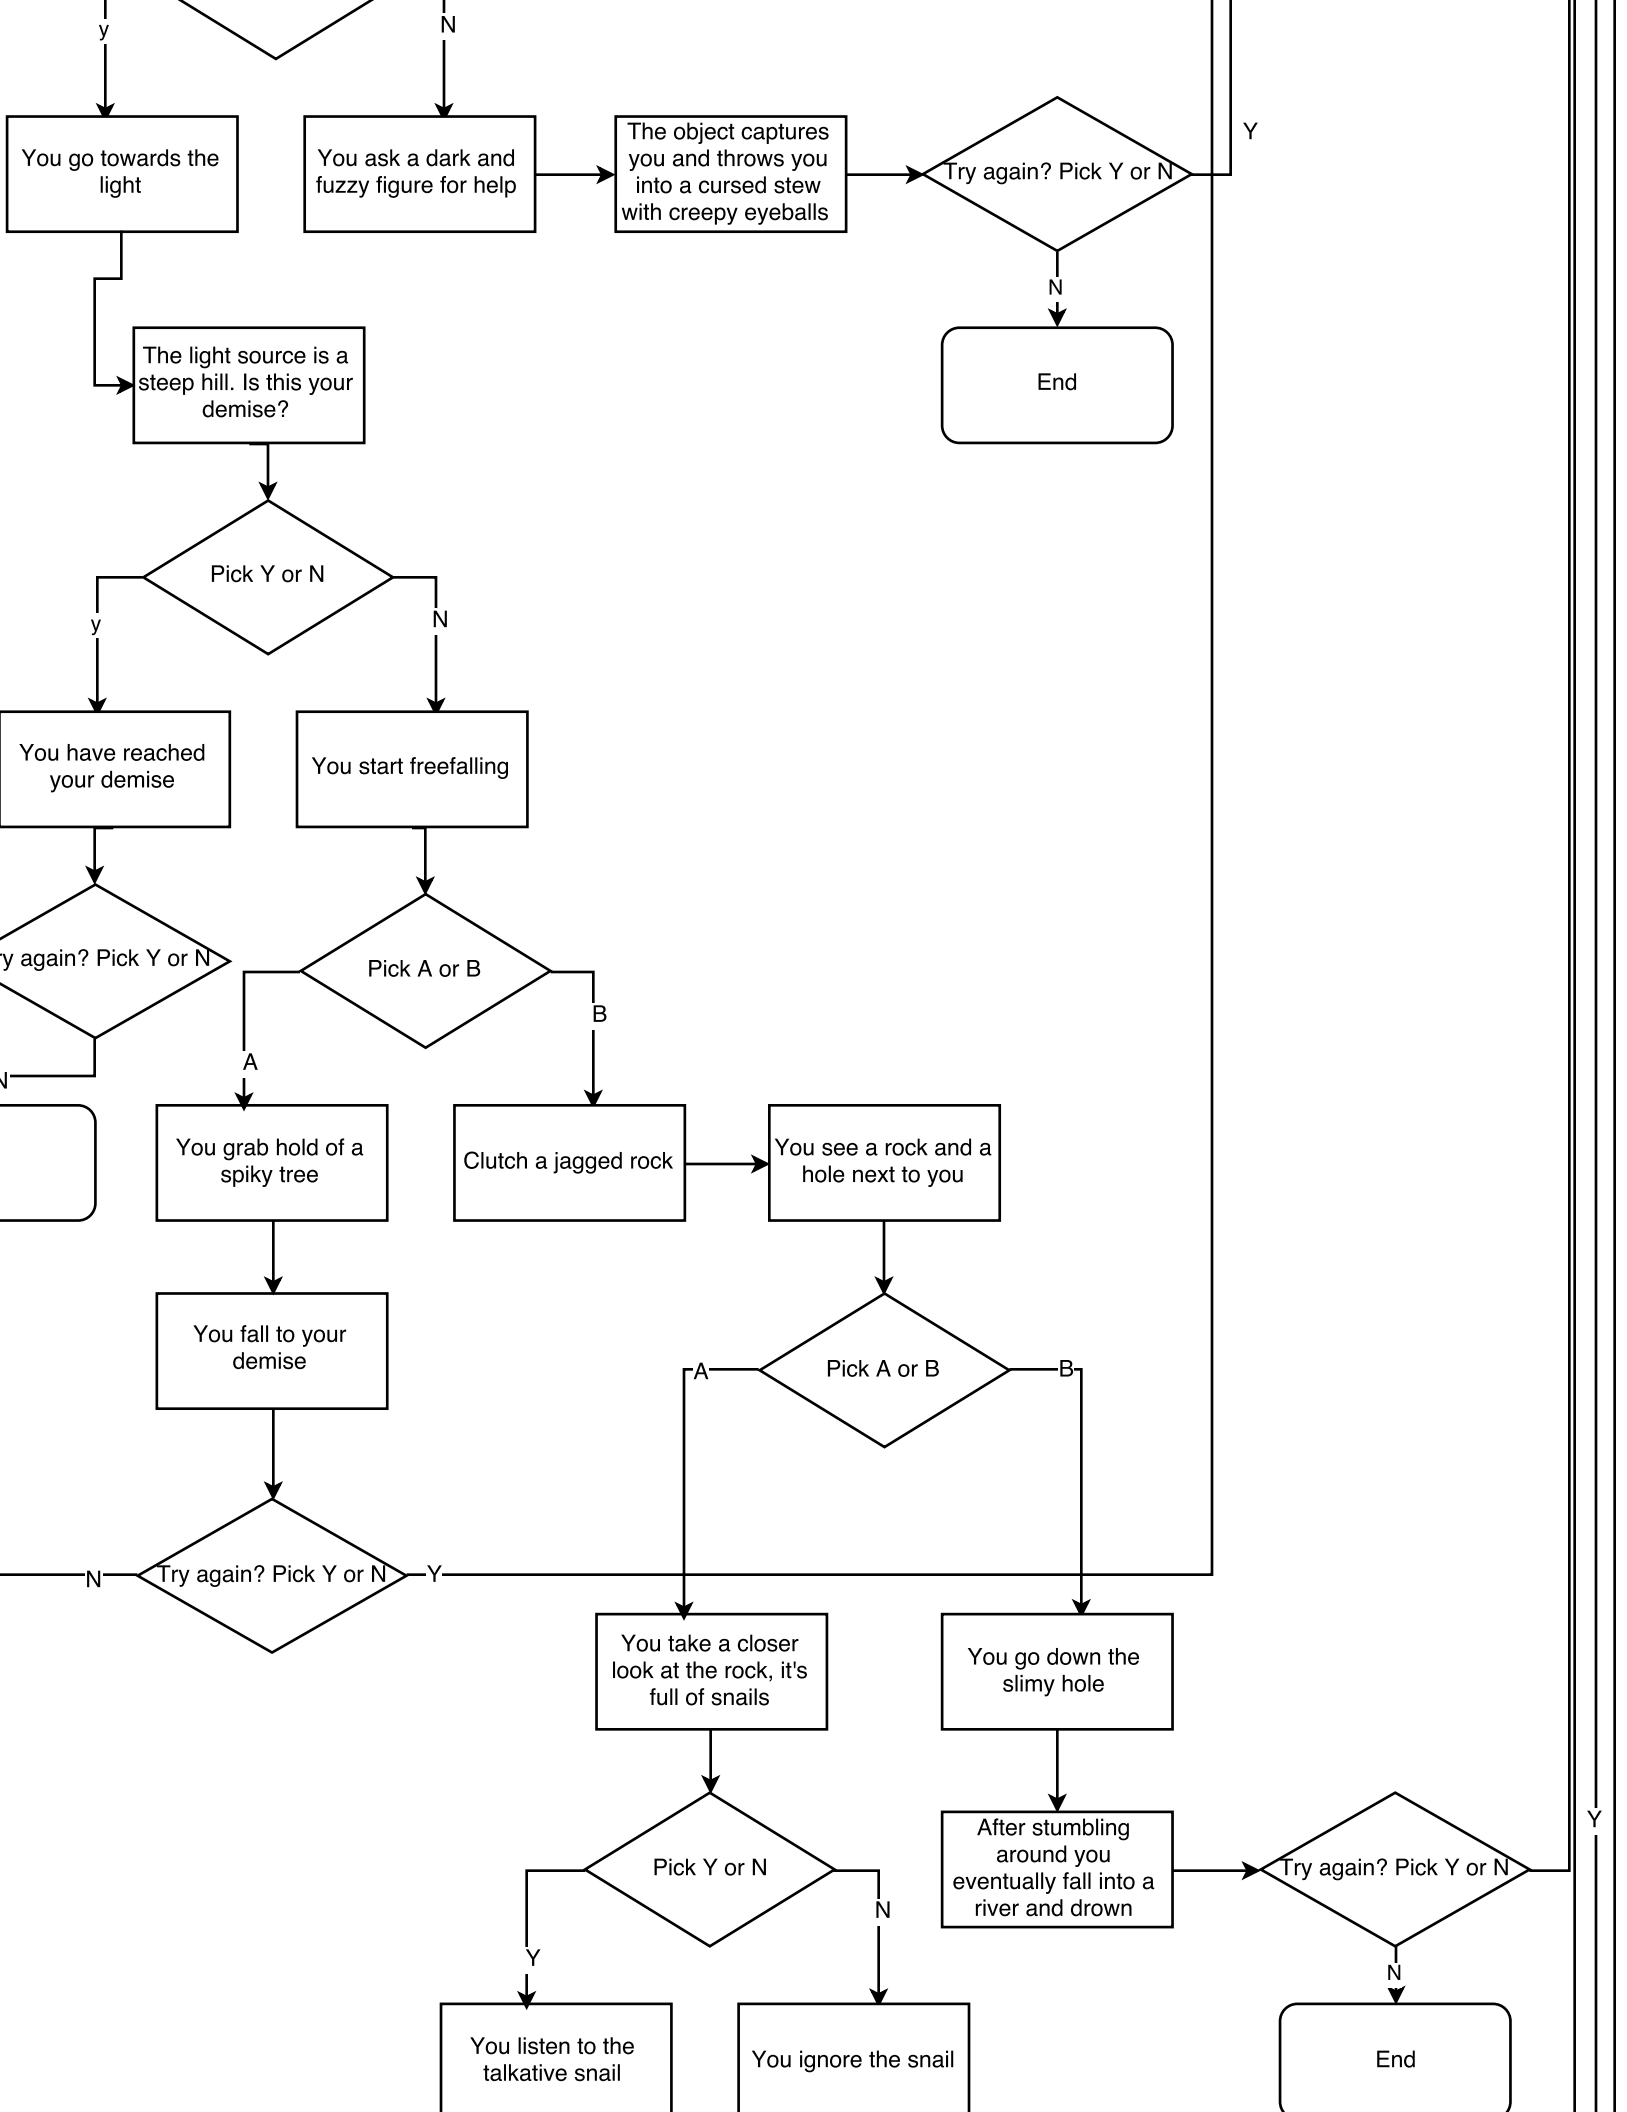 y
N
You go towards the
light
You ask a dark and
fuzzy figure for help
The object captures
you and throws you
into a cursed stew
with creepy eyeballs
Try again? Pick Y or N
Y
N
End
The light source is a
steep hill. Is this your
demise?
Pick Y or N
y
N
You have reached
your demise
You start freefalling
ry again? Pick Y or N
Pick A or B
B
A
N
You grab hold of a
spiky tree
Clutch a jagged rock
You see a rock and a
hole next to you
You fall to your
demise
A
Pick A or B
B
N
Try again? Pick Y or N
Y
You take a closer
look at the rock, it's
full of snails
You go down the
slimy hole
Pick Y or N
N
Y
After stumbling
around you
eventually fall into a
river and drown
Try again? Pick Y or N
Y
N
You listen to the
talkative snail
You ignore the snail
End